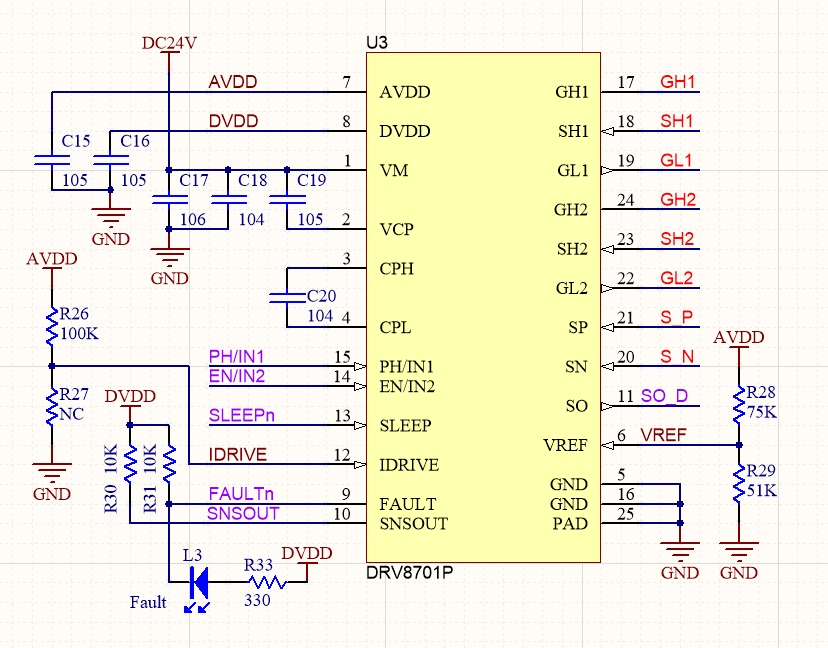 DC24V
U3
AVDD 7 AVDD GH1 17 GH1
DVDD 8 DVDD SH1 18 SH1
C15 C16
105 105
1 VM GL1 19 GL1
C17 C18 C19
106 104 105
2 VCP GH2 24 GH2
GND
GND
3 CPH SH2 23 SH2
AVDD
C20
104
GL2 22 GL2
4 CPL SP 21 S_P
R26
100K
AVDD
PH/IN1 15 PH/IN1 SN 20 S_N
EN/IN2 14 EN/IN2
R27
NC
DVDD
R28
75K
SO 11 SO_D
SLEEPn 13 SLEEP
VREF 6 VREF
IDRIVE 12 IDRIVE
R30 10K
R31 10K
R29
51K
GND
GND 5
FAULTn 9 FAULT GND 16
SNSOUT 10 SNSOUT PAD 25
L3
R33
330
DVDD
DRV8701P
GND
GND
Fault